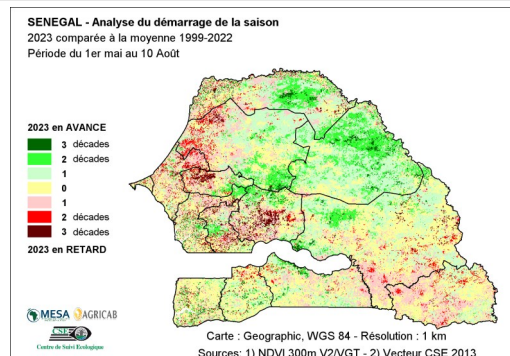 SENEGAL - Analyse du démarrage de la saison
2023 comparée à la moyenne 1999-2022
Période du 1er mai au 10 Août
2023 en AVANCE
3 décades
2 décades
1
0
1
2 décades
3 décades
2023 en RETARD
MESA AGRICAB
CSE
Centre de Suivi Ecologique
Carte : Geographic, WGS 84 - Résolution : 1 km
Sources: 1) NDVI 300m V2/VGT - 2) Vecteur CSE 2013